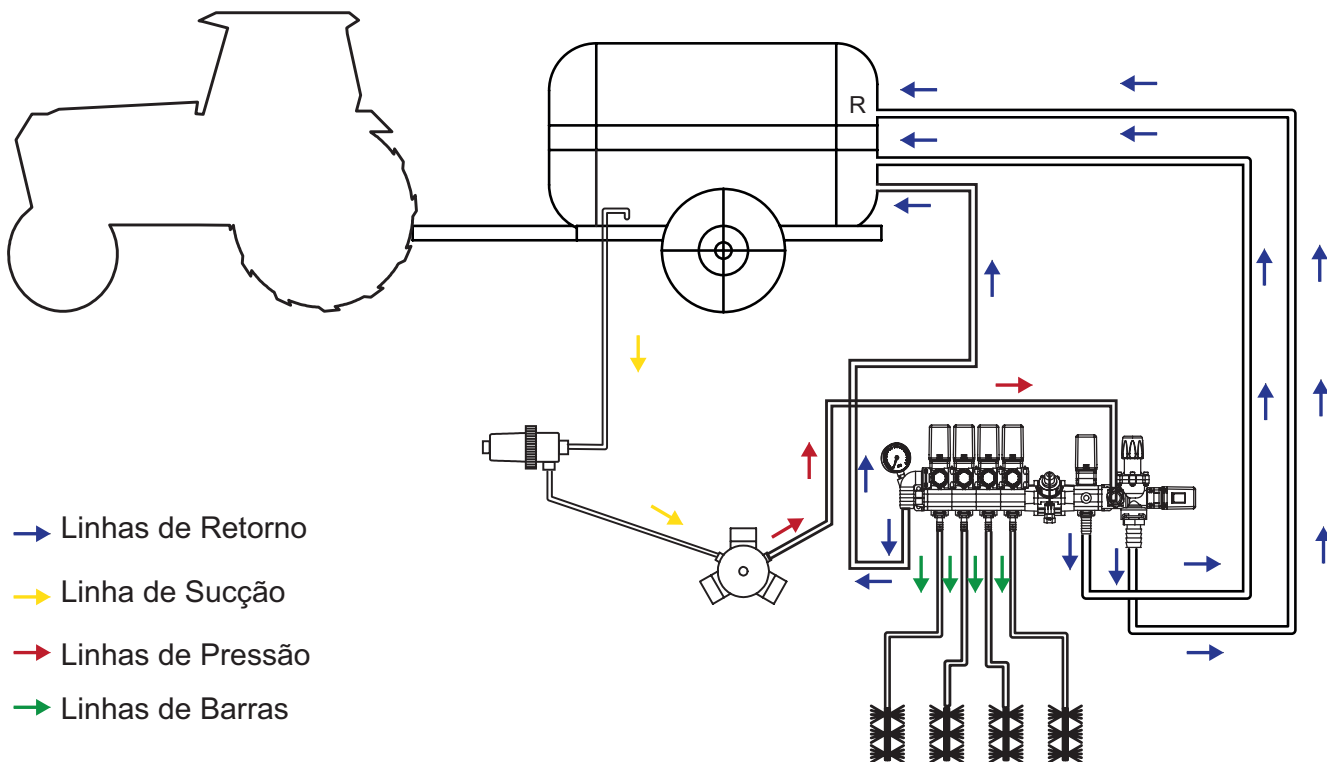 R
Linhas de Retorno
Linha de Sucção
Linhas de Pressão
Linhas de Barras